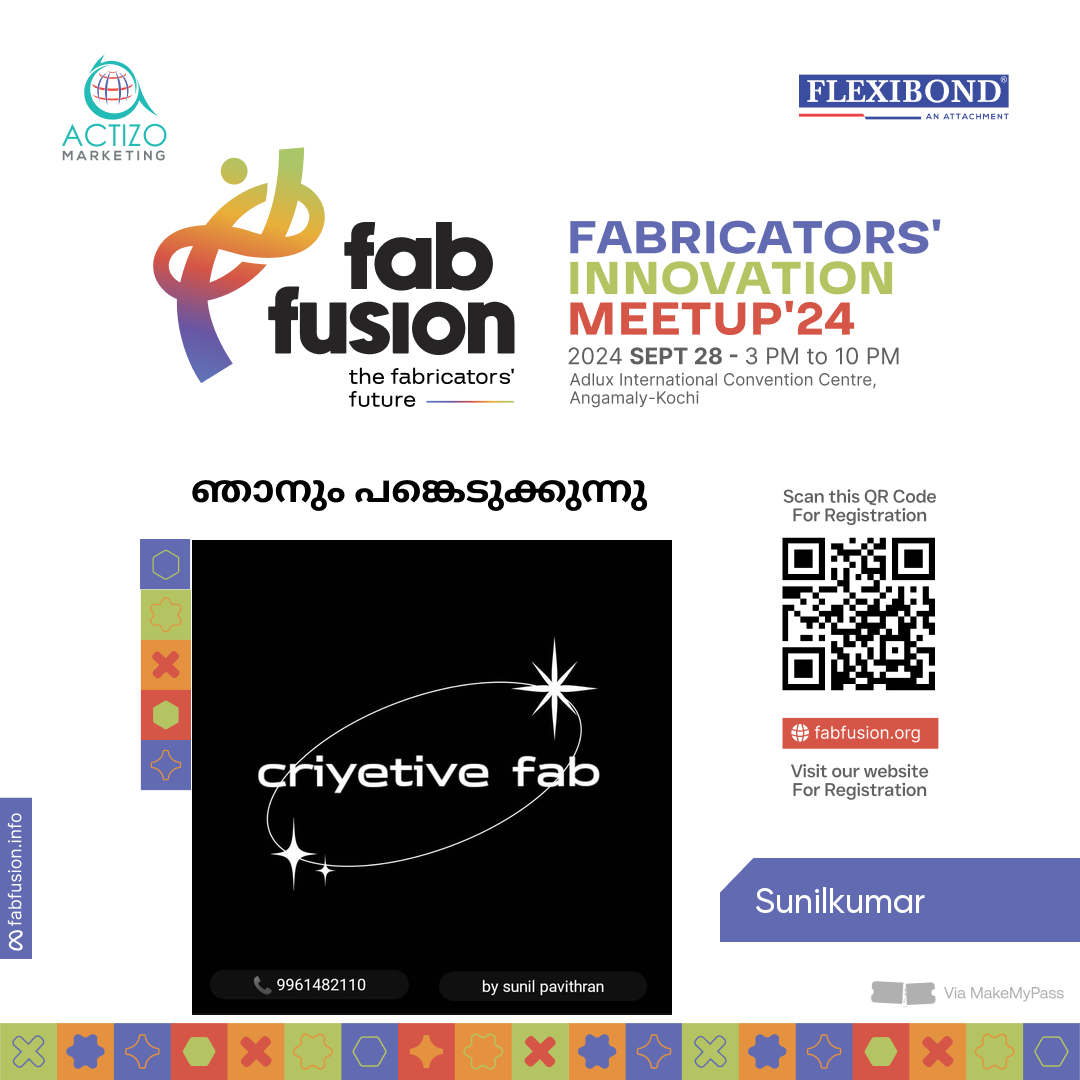 ACTIZO
MARKETING
FLEXIBOND®
AN ATTACHMENT
fab
fusion
the fabricators'
future
FABRICATORS'
INNOVATION
MEETUP'24
2024 SEPT 28 - 3 PM to 10 PM
Adlux International Convention Centre,
Angamaly-Kochi
ഞാനും പങ്കെടുക്കുന്നു
Scan this QR Code
For Registration
fabfusion.org
Visit our website
For Registration
criyetive fab
9961482110
by sunil pavithran
fabfusion.info
Sunilkumar
Via MakeMyPass